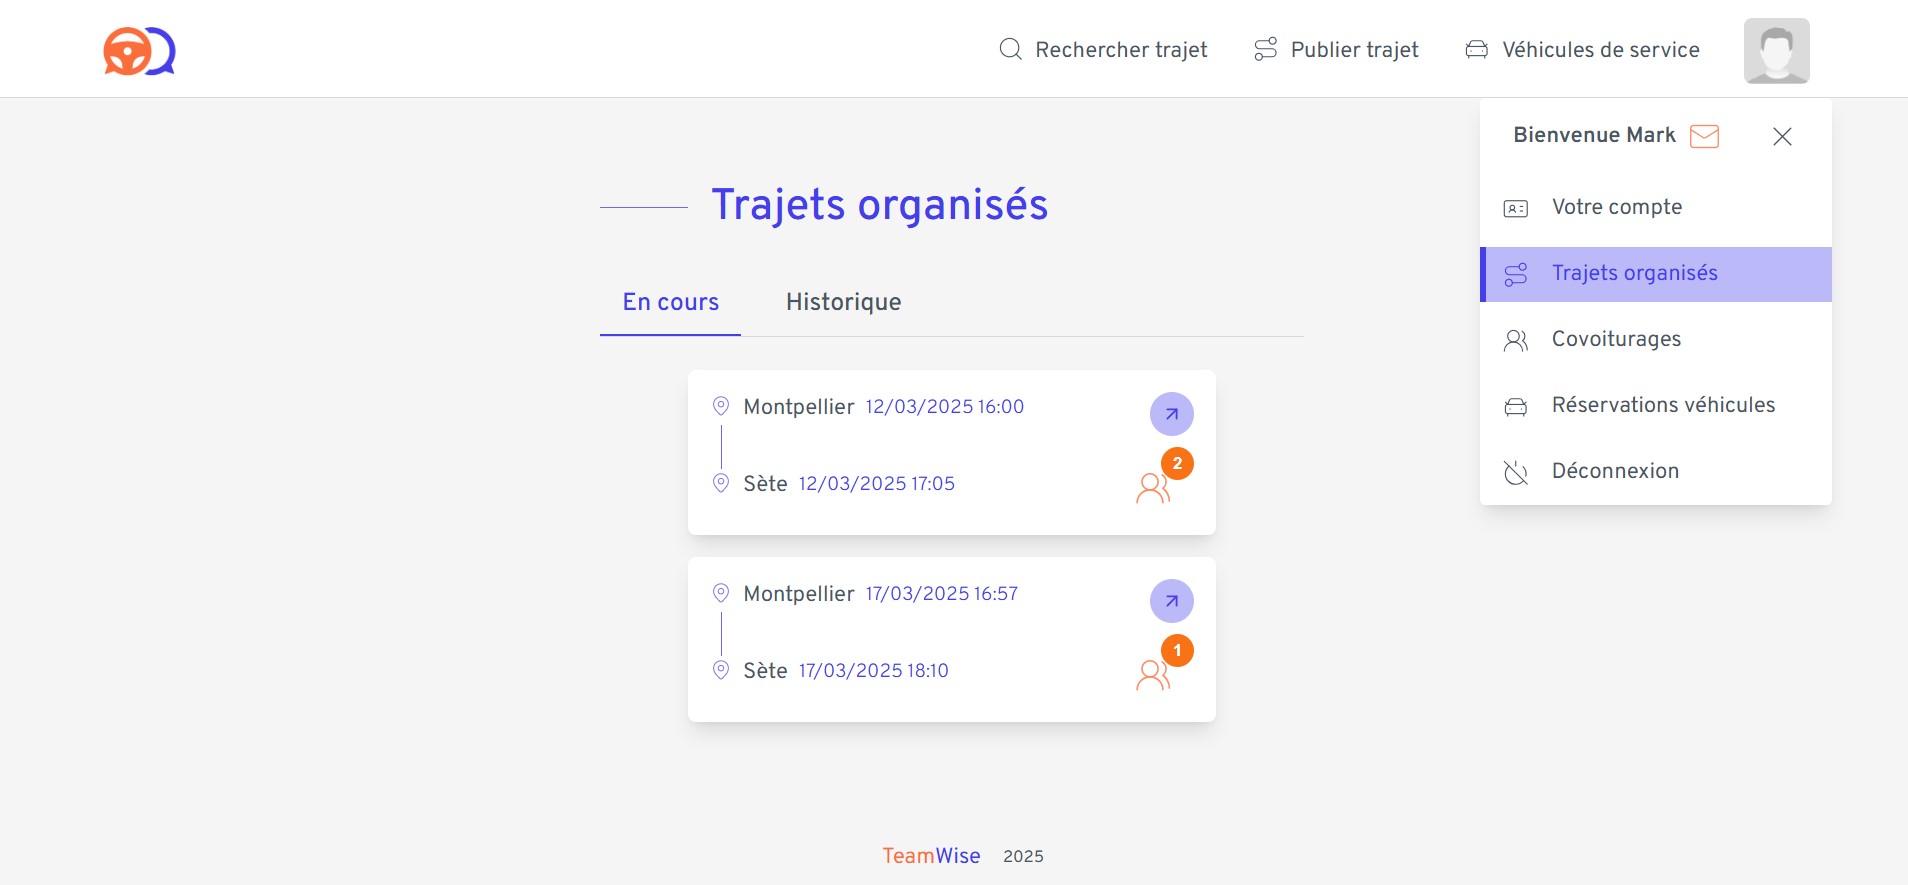 Rechercher trajet
Publier trajet
Véhicules de service
Bienvenue Mark
Votre compte
Trajets organisés
Covoiturages
Réservations véhicules
Déconnexion
Trajets organisés
En cours
Historique
Montpellier 12/03/2025 16:00
2
Sète 12/03/2025 17:05
Montpellier 17/03/2025 16:57
1
Sète 17/03/2025 18:10
TeamWise 2025